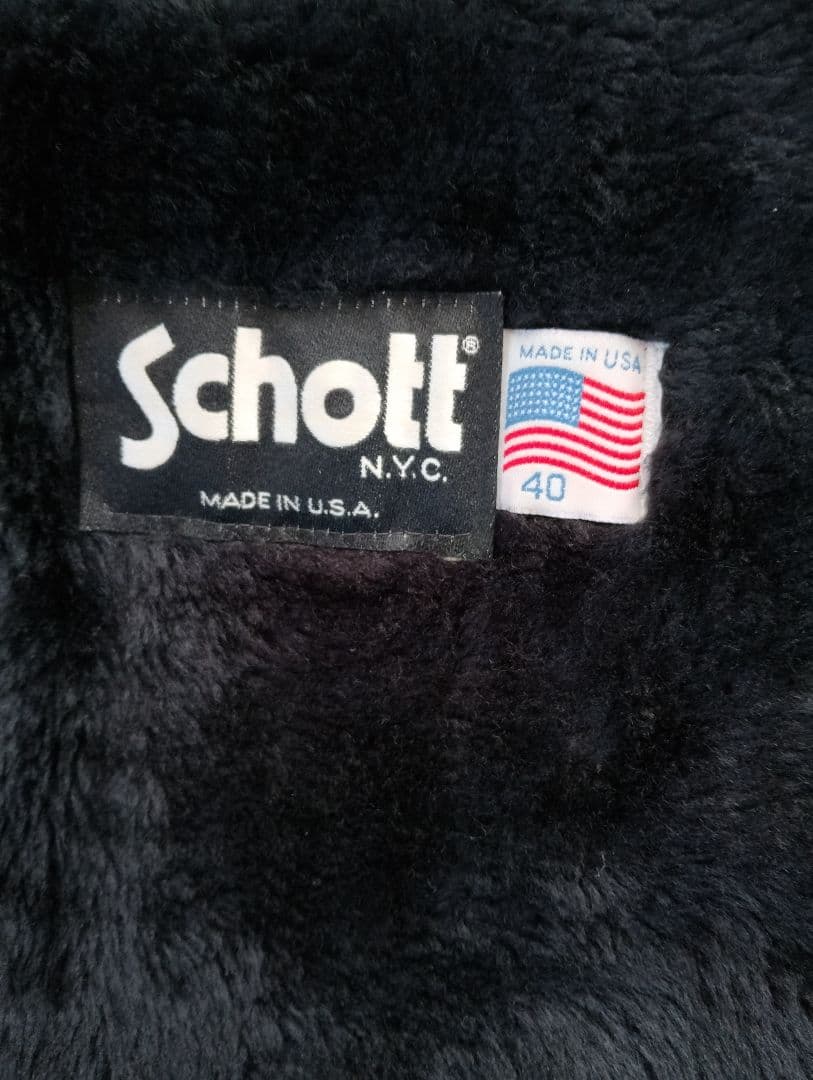 Schott®
N.Y.C.
MADE IN U.S.A.
MADE IN USA
40